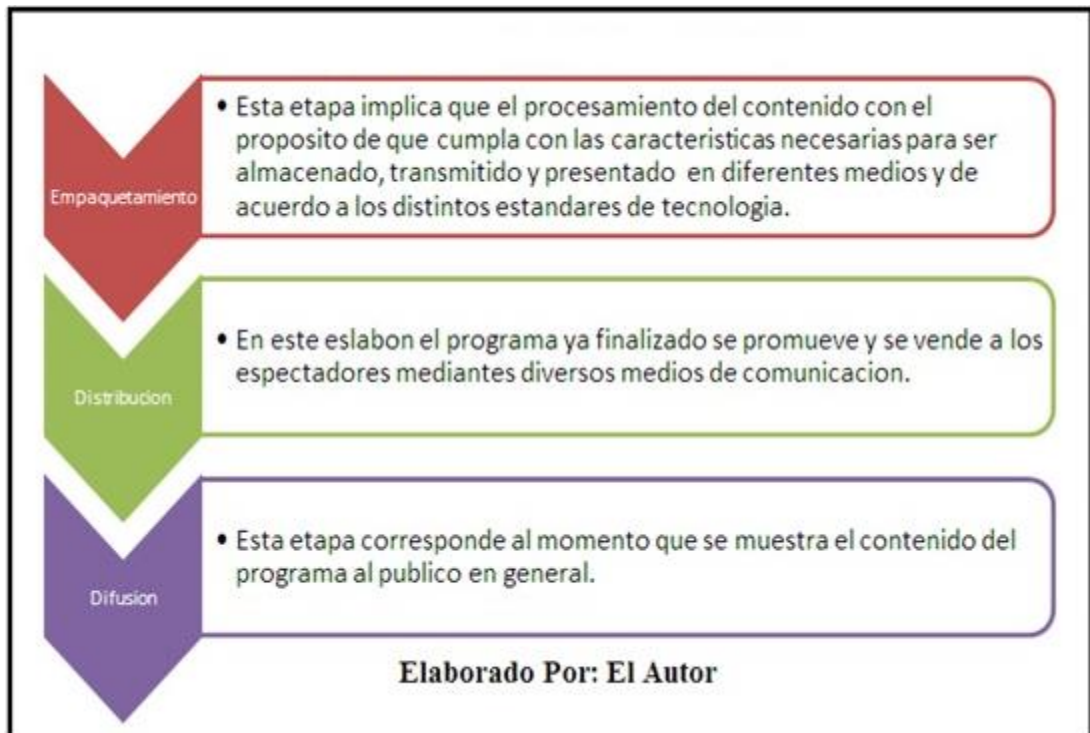 Empaquetamiento
• Esta etapa implica que el procesamiento del contenido con el
proposito de que cumpla con las caracteristicas necesarias para ser
almacenado, transmitido y presentado en diferentes medios y de
acuerdo a los distintos estandares de tecnologia.
Distribucion
• En este eslabon el programa ya finalizado se promueve y se vende a los
espectadores mediantes diversos medios de comunicacion.
Difusion
• Esta etapa corresponde al momento que se muestra el contenido del
programa al publico en general.
Elaborado Por: El Autor